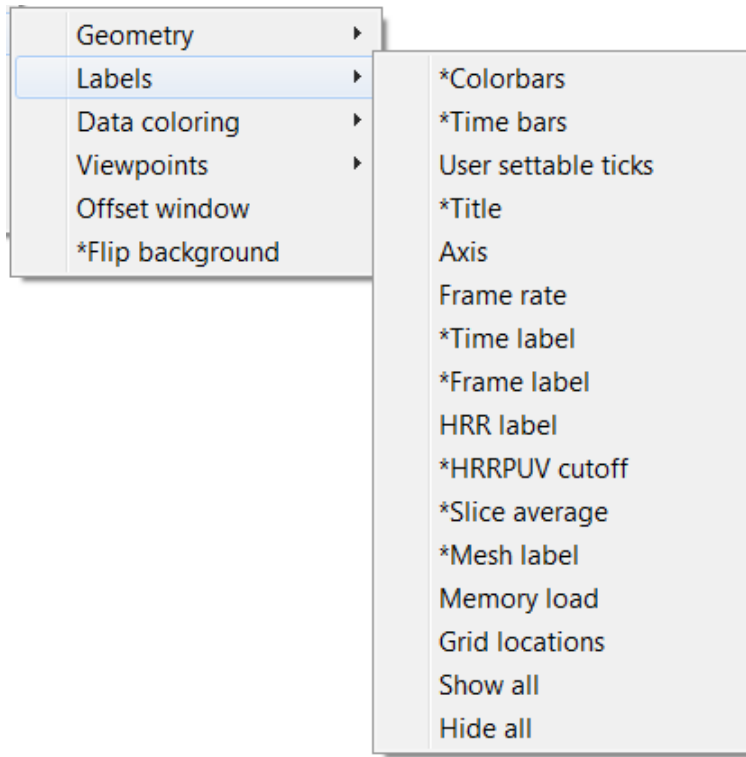 Geometry
Labels
Data coloring
Viewpoints
Offset window
*Flip background
*Colorbars
*Time bars
User settable ticks
*Title
Axis
Frame rate
*Time label
*Frame label
HRR label
*HRRPUV cutoff
*Slice average
*Mesh label
Memory load
Grid locations
Show all
Hide all